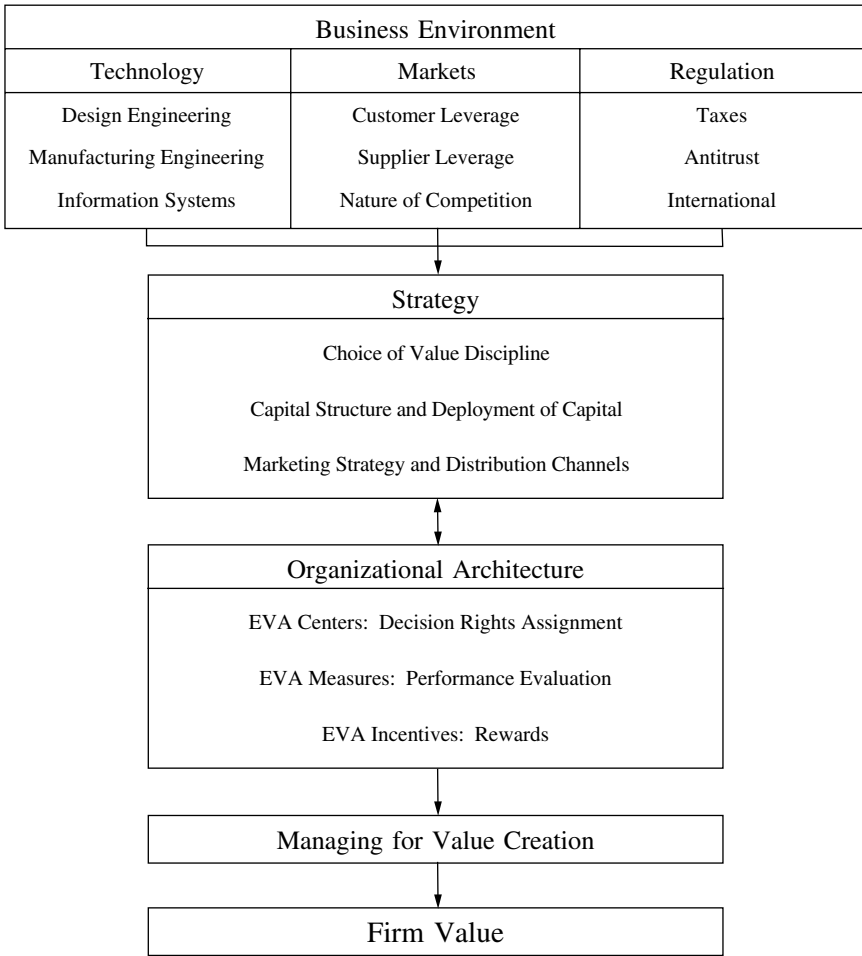 Business Environment
Technology
Markets
Regulation
Design Engineering
Customer Leverage
Taxes
Manufacturing Engineering
Supplier Leverage
Antitrust
Information Systems
Nature of Competition
International
Strategy
Choice of Value Discipline
Capital Structure and Deployment of Capital
Marketing Strategy and Distribution Channels
Organizational Architecture
EVA Centers: Decision Rights Assignment
EVA Measures: Performance Evaluation
EVA Incentives: Rewards
Managing for Value Creation
Firm Value